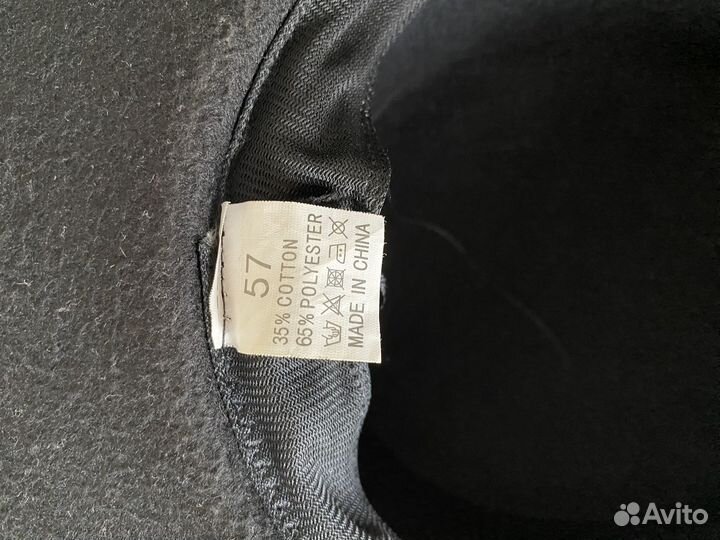 57
35% COTTON
65% POLYESTER
MADE IN CHINA
Avito